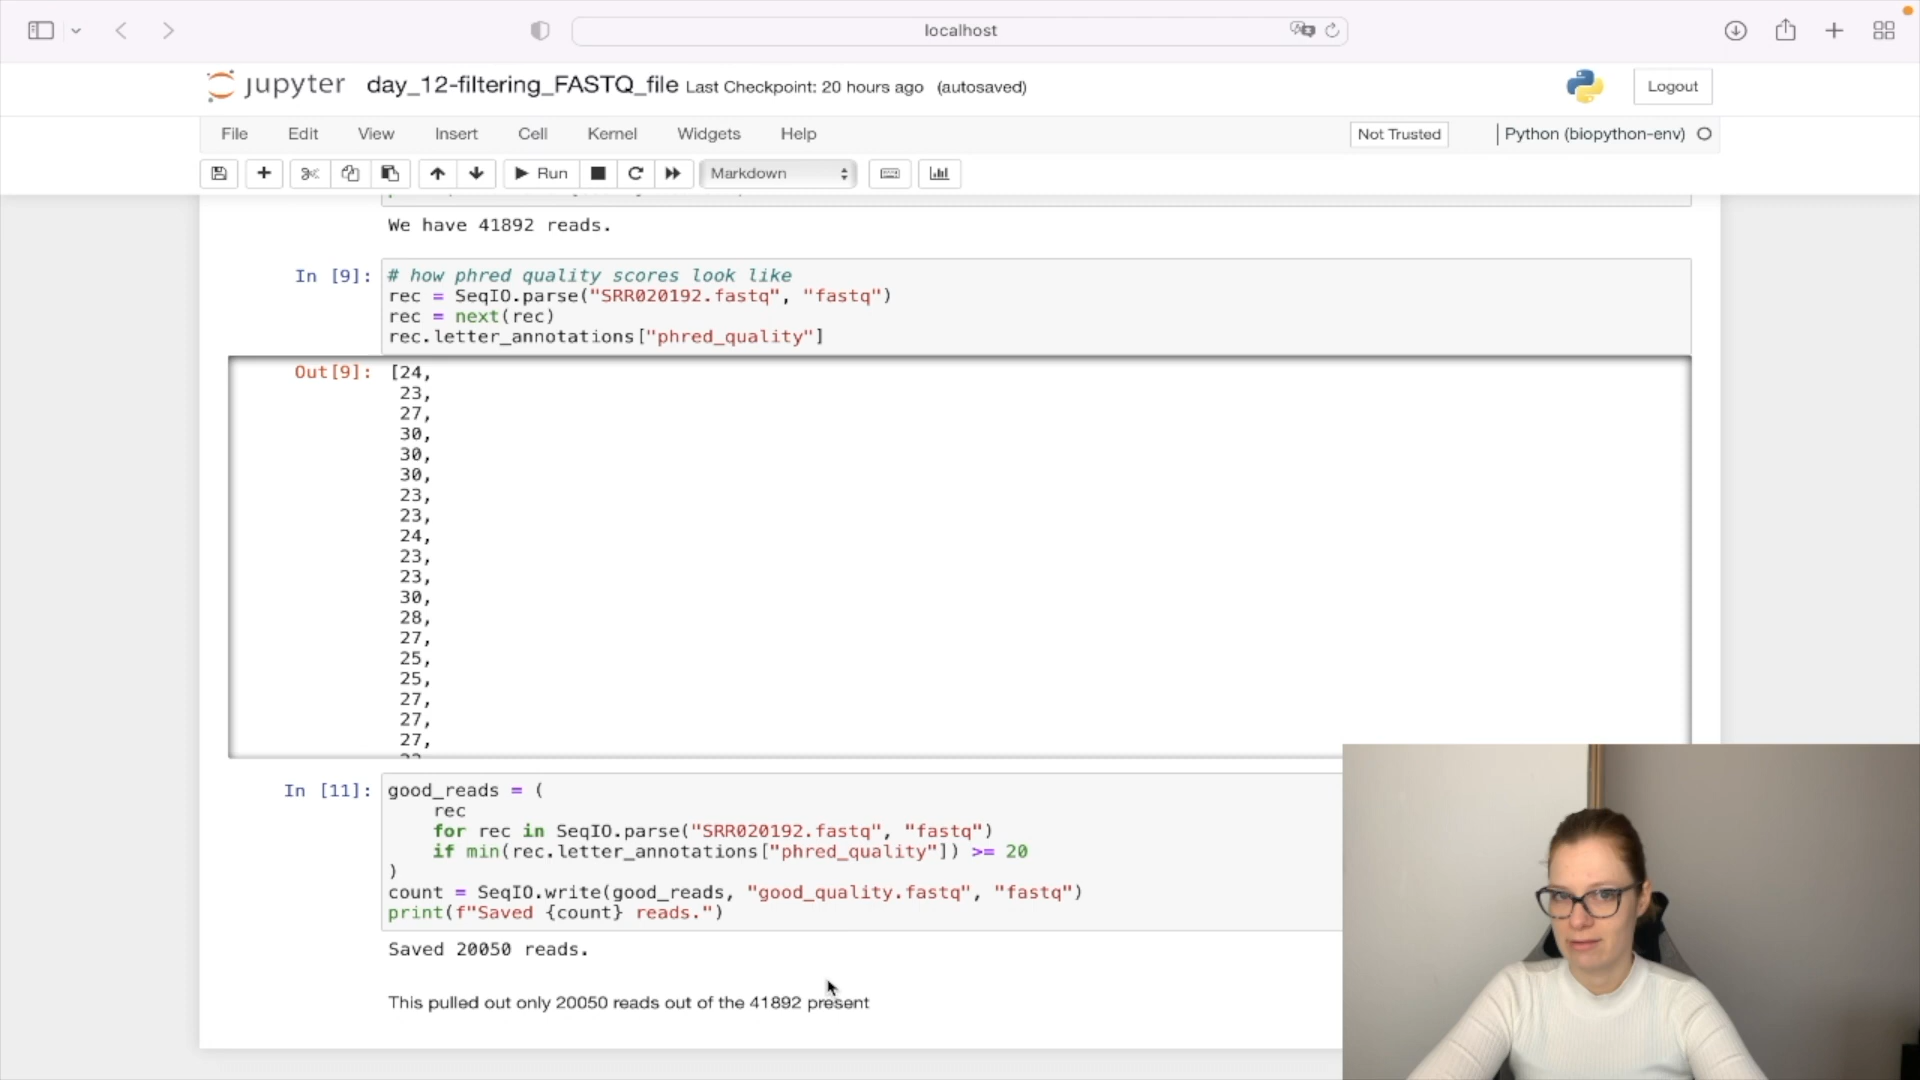 localhost
jupyter day_12-filtering_FASTQ_file Last Checkpoint: 20 hours ago (autosaved)
Logout
File Edit View Insert Cell Kernel Widgets Help
Not Trusted
Python (biopython-env)
Run
Markdown
We have 41892 reads.
In [9]:
# how phred quality scores look like
rec = SeqIO.parse("SRR020192.fastq", "fastq")
rec = next(rec)
rec.letter_annotations["phred_quality"]
Out[9]:
[24,
23,
27,
30,
30,
30,
23,
23,
24,
23,
23,
30,
28,
27,
25,
25,
27,
27,
27,
In [11]:
good_reads = (
rec
for rec in SeqIO.parse("SRR020192.fastq", "fastq")
if min(rec.letter_annotations["phred_quality"]) >= 20
)
count = SeqIO.write(good_reads, "good_quality.fastq", "fastq")
print(f"Saved {count} reads.")
Saved 20050 reads.
This pulled out only 20050 reads out of the 41892 present